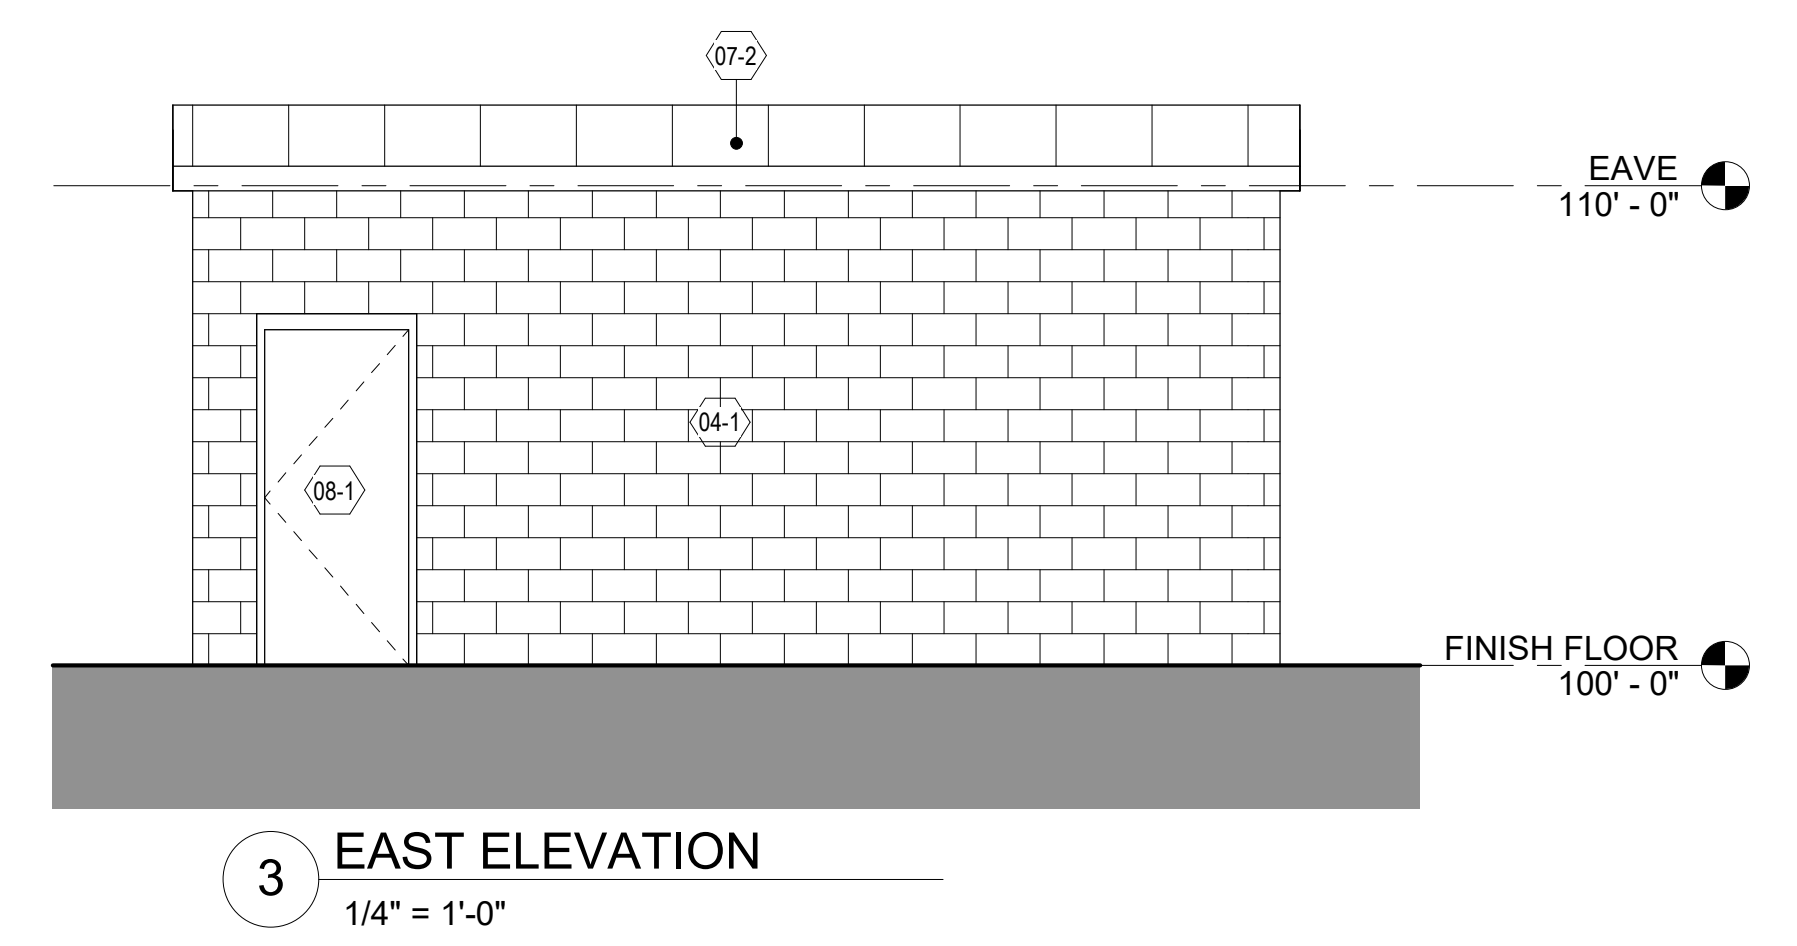 07-2
EAVE
110' - 0"
04-1
08-1
FINISH FLOOR
100' - 0"
3
EAST ELEVATION
1/4" = 1'-0"